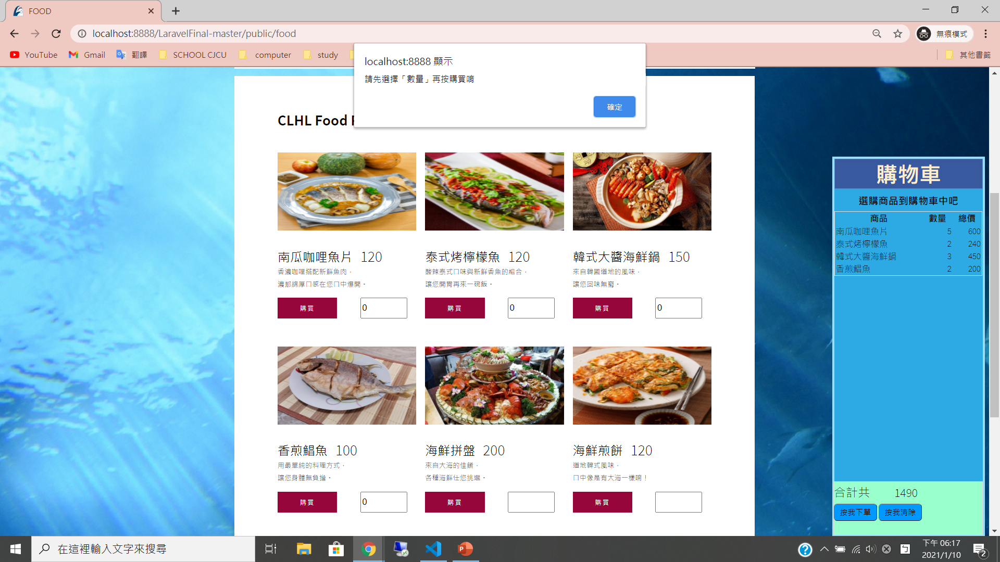 FOOD
localhost:8888/LaravelFinal-master/public/food
無痕模式
YouTube
Gmail
翻譯
SCHOOL CJCU
computer
study
其他書籤
localhost:8888 顯示
請先選擇「數量」再按購買唷
確定
CLHL Food
南瓜咖哩魚片 120
香濃咖哩搭配新鮮魚肉，
濃郁綿厚口感在您口中爆開。
購買 0
泰式烤檸檬魚 120
酸辣泰式口味與新鮮香魚的組合，
讓您開胃再來一碗飯。
購買 0
韓式大醬海鮮鍋 150
來自韓國道地的風味，
讓您回味無窮。
購買 0
香煎鯧魚 100
用最單純的料理方式，
讓您身體無負擔。
購買 0
海鮮拼盤 200
來自大海的佳餚，
各種海鮮任您挑選。
購買
海鮮煎餅 120
道地韓式風味，
口中像是有大海一樣唷！
購買
購物車
選購商品到購物車中吧
商品 數量 總價
南瓜咖哩魚片 5 600
泰式烤檸檬魚 2 240
韓式大醬海鮮鍋 3 450
香煎鯧魚 2 200
合計共 1490
按我下單 按我清除
在這裡輸入文字來搜尋
下午 06:17
2021/1/10
2